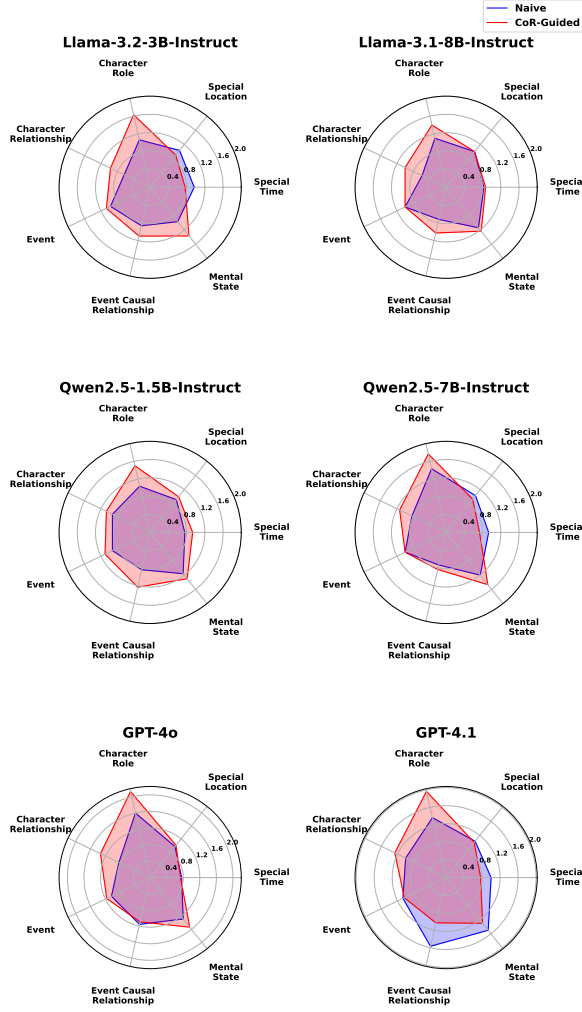 Naive
CoR-Guided
Llama-3.2-3B-Instruct
Character
Role
Special
Location
Character
Relationship
2.0
1.6
1.2
0.8
0.4
Special
Time
Event
Mental
State
Event Causal
Relationship
Llama-3.1-8B-Instruct
Character
Role
Special
Location
Character
Relationship
2.0
1.6
1.2
0.8
0.4
Special
Time
Event
Mental
State
Event Causal
Relationship
Qwen2.5-1.5B-Instruct
Character
Role
Special
Location
Character
Relationship
2.0
1.6
1.2
0.8
0.4
Special
Time
Event
Mental
State
Event Causal
Relationship
Qwen2.5-7B-Instruct
Character
Role
Special
Location
Character
Relationship
2.0
1.6
1.2
0.8
0.4
Special
Time
Event
Mental
State
Event Causal
Relationship
GPT-4o
Character
Role
Special
Location
Character
Relationship
2.0
1.6
1.2
0.8
0.4
Special
Time
Event
Mental
State
Event Causal
Relationship
GPT-4.1
Character
Role
Special
Location
Character
Relationship
2.0
1.6
1.2
0.8
0.4
Special
Time
Event
Mental
State
Event Causal
Relationship